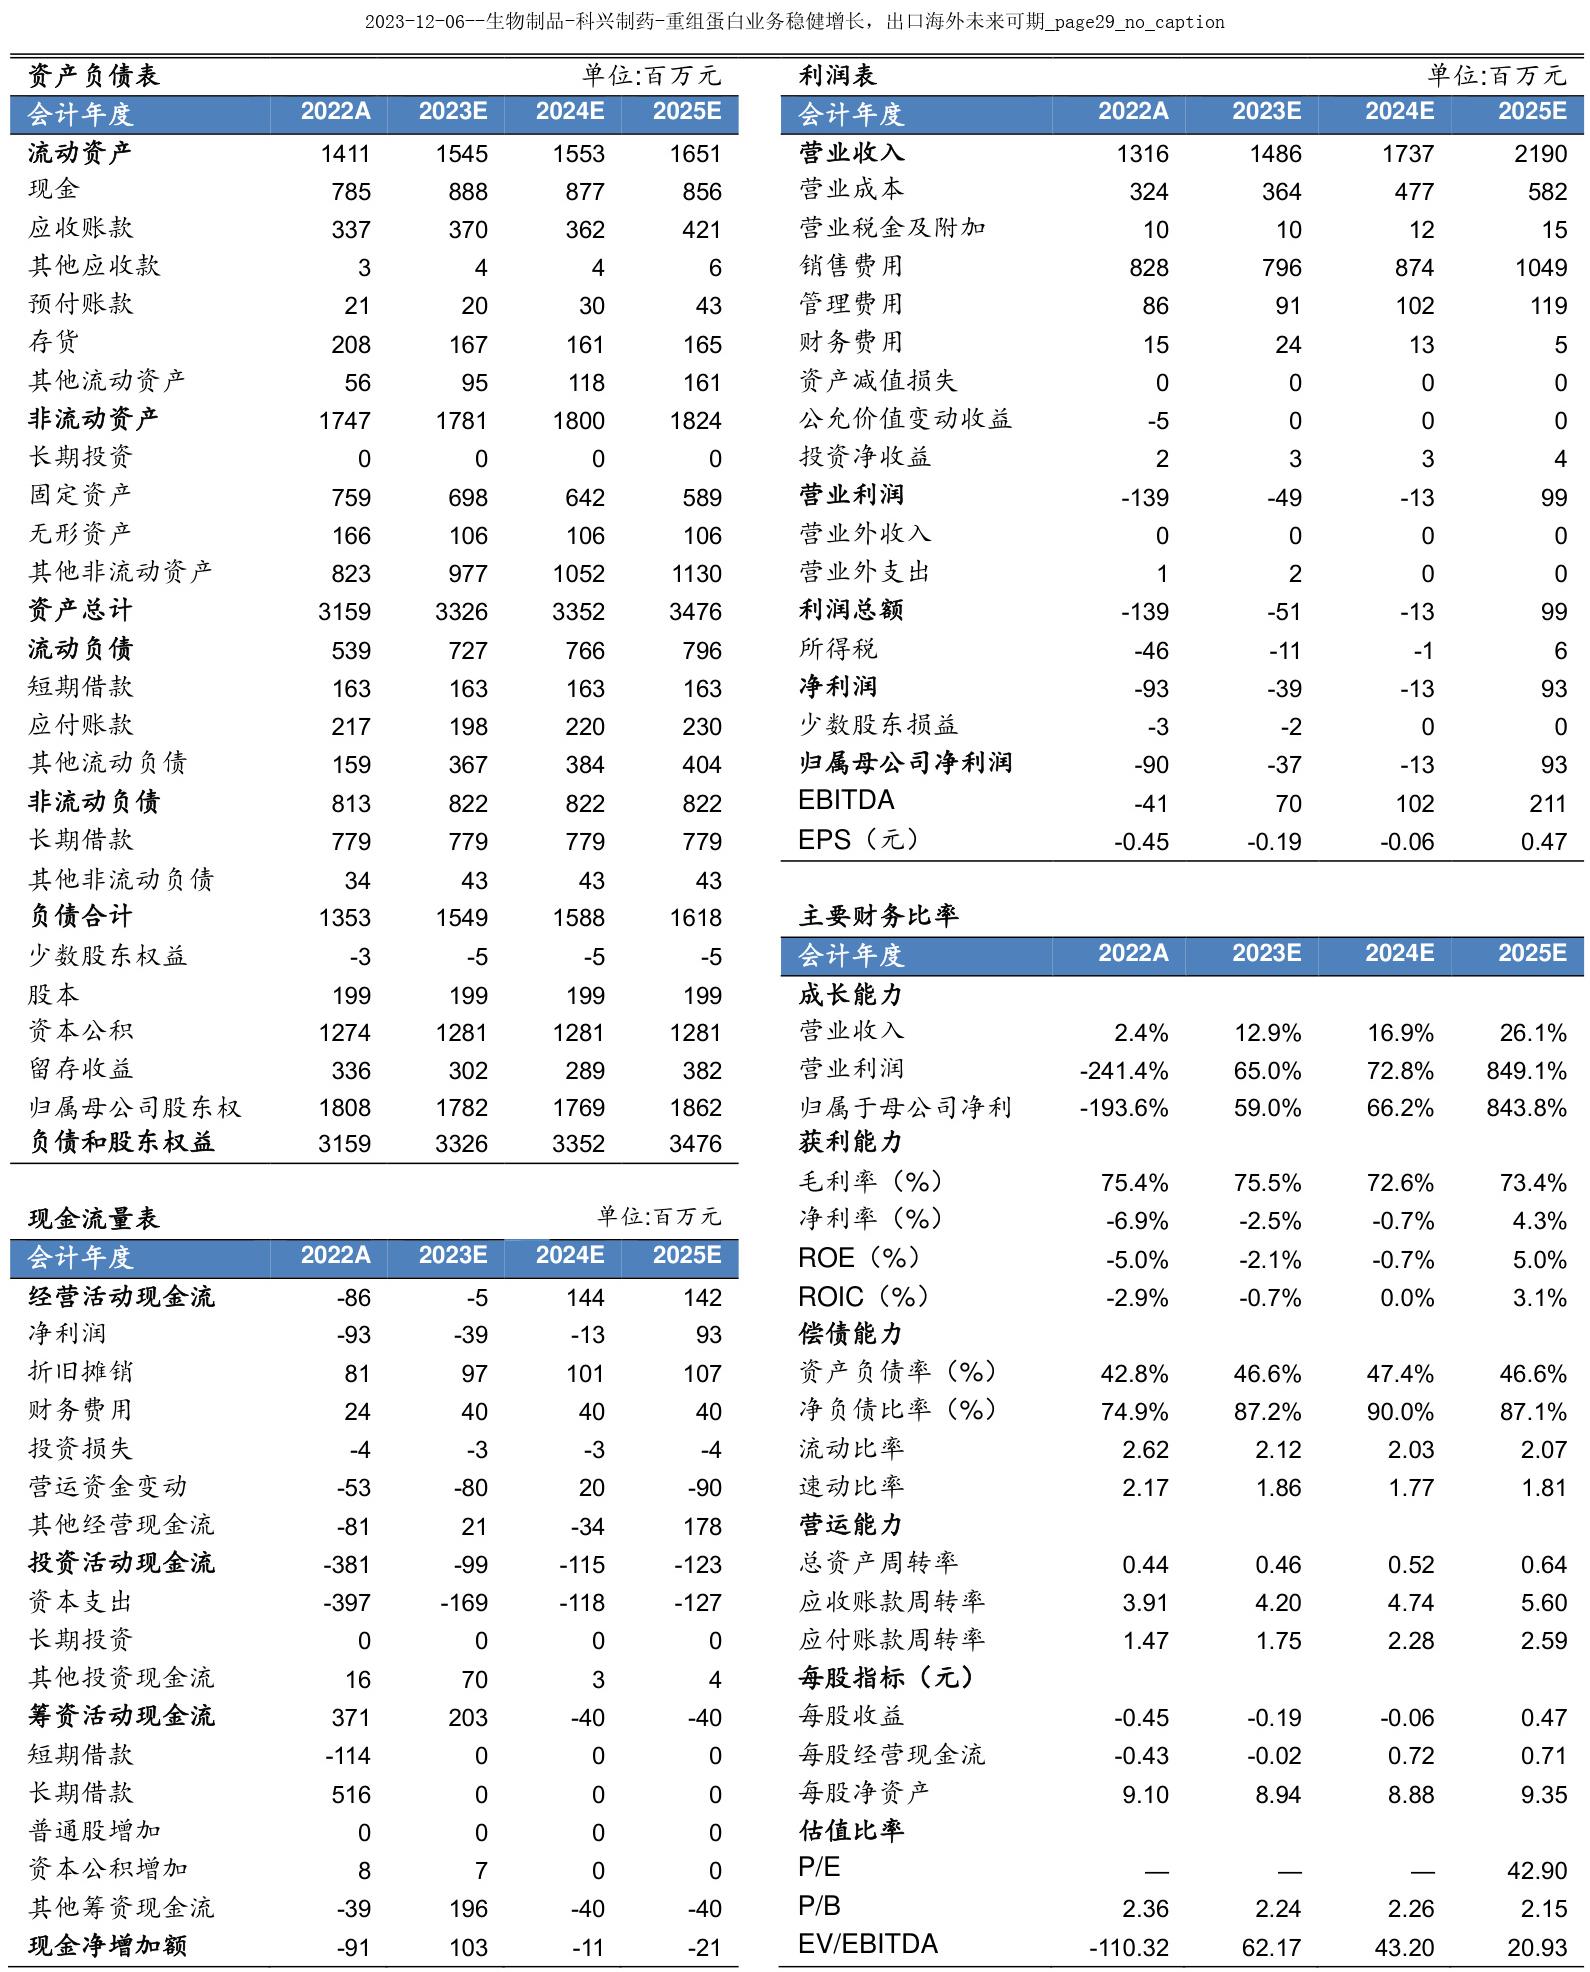 2023-12-06--生物制品-科兴制药-重组蛋白业务稳健增长，出口海外未来可期_page29_no_caption
资产负债表 单位:百万元
会计年度 2022A 2023E 2024E 2025E
流动资产 1411 1545 1553 1651
现金 785 888 877 856
应收账款 337 370 362 421
其他应收款 3 4 4 6
预付账款 21 20 30 43
存货 208 167 161 165
其他流动资产 56 95 118 161
非流动资产 1747 1781 1800 1824
长期投资 0 0 0 0
固定资产 759 698 642 589
无形资产 166 106 106 106
其他非流动资产 823 977 1052 1130
资产总计 3159 3326 3352 3476
流动负债 539 727 766 796
短期借款 163 163 163 163
应付账款 217 198 220 230
其他流动负债 159 367 384 404
非流动负债 813 822 822 822
长期借款 779 779 779 779
其他非流动负债 34 43 43 43
负债合计 1353 1549 1588 1618
少数股东权益 -3 -5 -5 -5
股本 199 199 199 199
资本公积 1274 1281 1281 1281
留存收益 336 302 289 382
归属母公司股东权 1808 1782 1769 1862
负债和股东权益 3159 3326 3352 3476
现金流量表 单位:百万元
会计年度 2022A 2023E 2024E 2025E
经营活动现金流 -86 -5 144 142
净利润 -93 -39 -13 93
折旧摊销 81 97 101 107
财务费用 24 40 40 40
投资损失 -4 -3 -3 -4
营运资金变动 -53 -80 20 -90
其他经营现金流 -81 21 -34 178
投资活动现金流 -381 -99 -115 -123
资本支出 -397 -169 -118 -127
长期投资 0 0 0 0
其他投资现金流 16 70 3 4
筹资活动现金流 371 203 -40 -40
短期借款 -114 0 0 0
长期借款 516 0 0 0
普通股增加 0 0 0 0
资本公积增加 8 7 0 0
其他筹资现金流 -39 196 -40 -40
现金净增加额 -91 103 -11 -21
利润表 单位:百万元
会计年度 2022A 2023E 2024E 2025E
营业收入 1316 1486 1737 2190
营业成本 324 364 477 582
营业税金及附加 10 10 12 15
销售费用 828 796 874 1049
管理费用 86 91 102 119
财务费用 15 24 13 5
资产减值损失 0 0 0 0
公允价值变动收益 -5 0 0 0
投资净收益 2 3 3 4
营业利润 -139 -49 -13 99
营业外收入 0 0 0 0
营业外支出 1 2 0 0
利润总额 -139 -51 -13 99
所得税 -46 -11 -1 6
净利润 -93 -39 -13 93
少数股东损益 -3 -2 0 0
归属母公司净利润 -90 -37 -13 93
EBITDA -41 70 102 211
EPS（元） -0.45 -0.19 -0.06 0.47
主要财务比率
会计年度 2022A 2023E 2024E 2025E
成长能力
营业收入 2.4% 12.9% 16.9% 26.1%
营业利润 -241.4% 65.0% 72.8% 849.1%
归属于母公司净利 -193.6% 59.0% 66.2% 843.8%
获利能力
毛利率（%） 75.4% 75.5% 72.6% 73.4%
净利率（%） -6.9% -2.5% -0.7% 4.3%
ROE（%） -5.0% -2.1% -0.7% 5.0%
ROIC（%） -2.9% -0.7% 0.0% 3.1%
偿债能力
资产负债率（%） 42.8% 46.6% 47.4% 46.6%
净负债比率（%） 74.9% 87.2% 90.0% 87.1%
流动比率 2.62 2.12 2.03 2.07
速动比率 2.17 1.86 1.77 1.81
营运能力
总资产周转率 0.44 0.46 0.52 0.64
应收账款周转率 3.91 4.20 4.74 5.60
应付账款周转率 1.47 1.75 2.28 2.59
每股指标（元）
每股收益 -0.45 -0.19 -0.06 0.47
每股经营现金流 -0.43 -0.02 0.72 0.71
每股净资产 9.10 8.94 8.88 9.35
估值比率
P/E — — — 42.90
P/B 2.36 2.24 2.26 2.15
EV/EBITDA -110.32 62.17 43.20 20.93